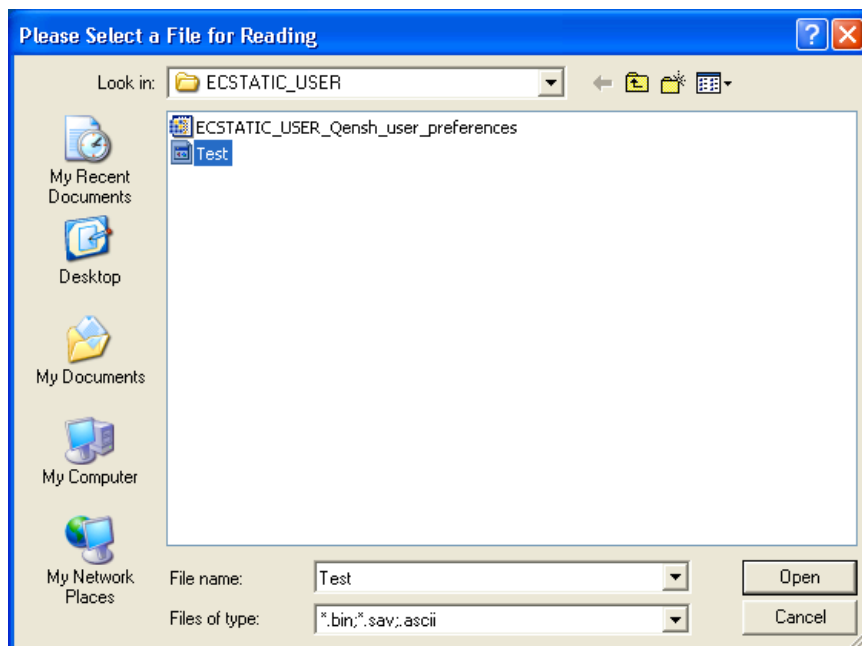 Please Select a File for Reading
Look in:
ECSTATIC_USER
ECSTATIC_USER_Qensh_user_preferences
Test
My Recent
Documents
Desktop
My Documents
My Computer
My Network
Places
File name:
Test
Open
Files of type:
*.bin;*.sav;.ascii
Cancel